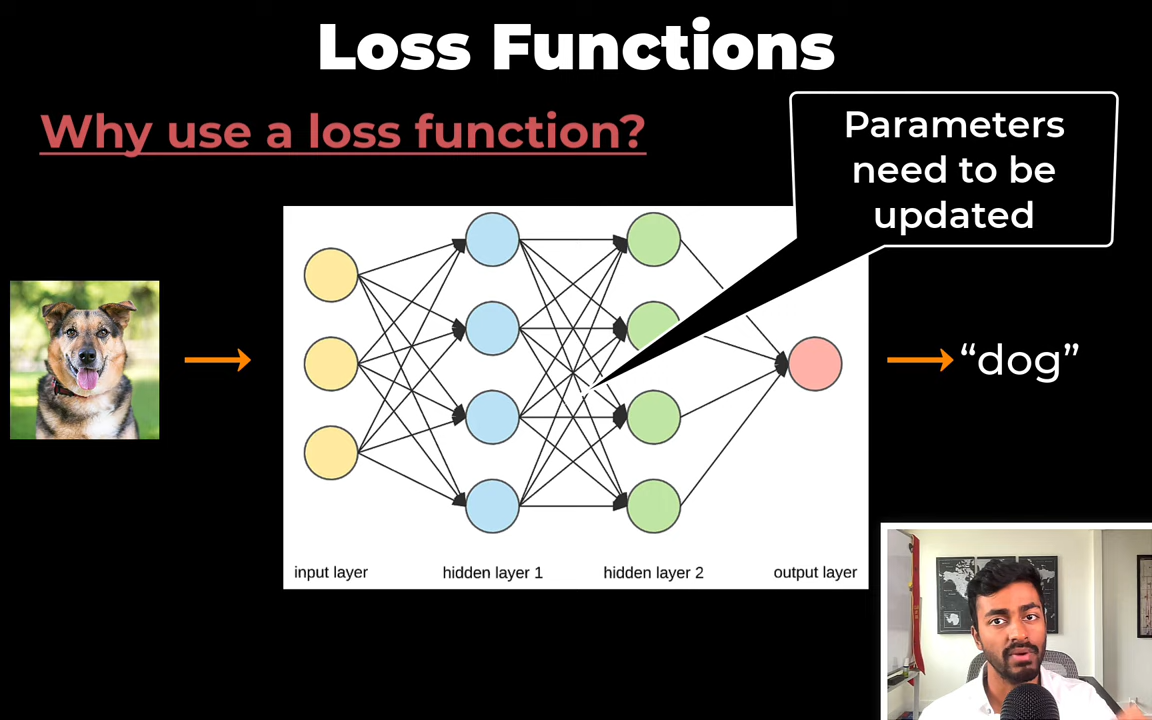 Loss Functions
Why use a loss function?
Parameters
need to be
updated
“dog”
input layer
hidden layer 1
hidden layer 2
output layer